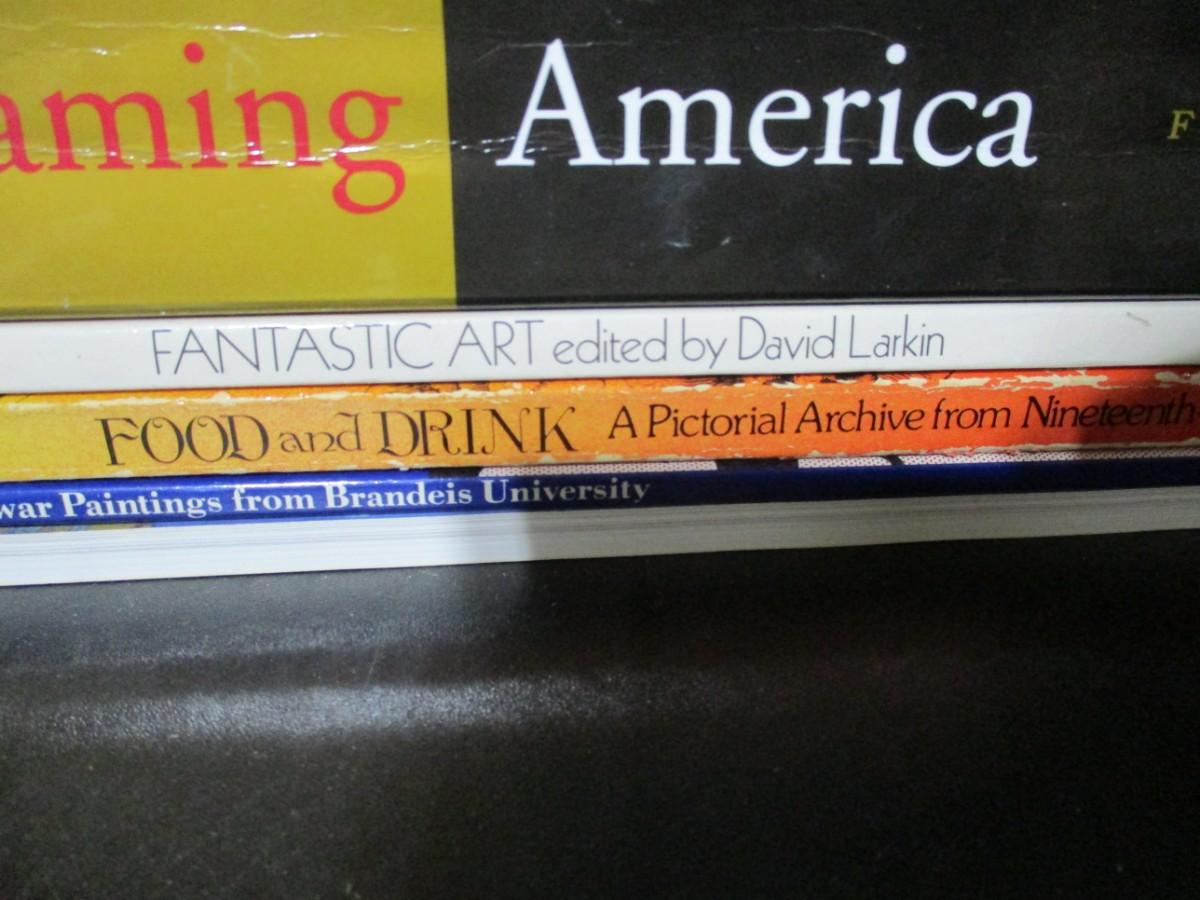 aming America F
FANTASTIC ART edited by David Larkin
FOOD and DRINK A Pictorial Archive from Nineteenth
war Paintings from Brandeis University